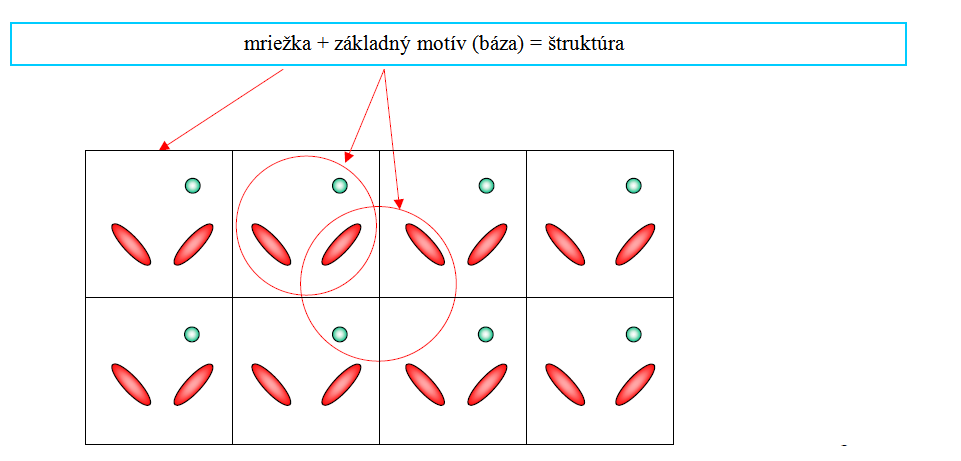 mriežka + základný motív (báza) = štruktúra